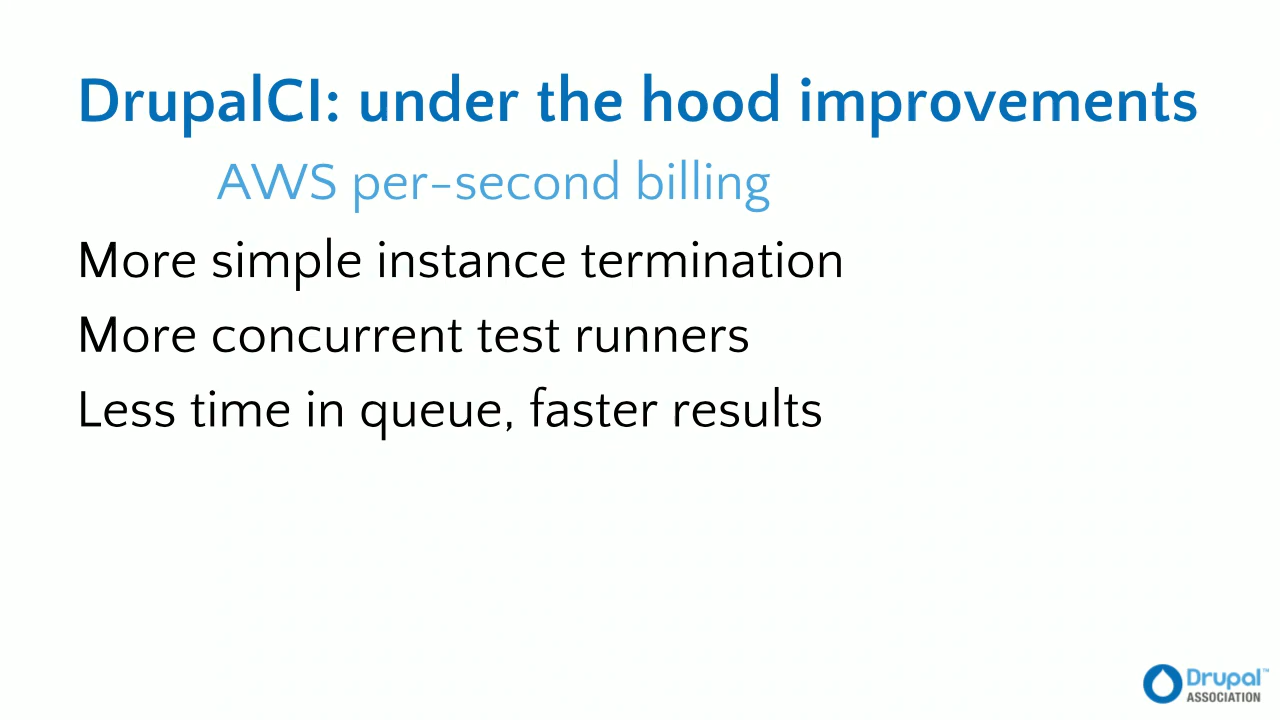 DrupalCI: under the hood improvements
AWS per-second billing
More simple instance termination
More concurrent test runners
Less time in queue, faster results
Drupal™
ASSOCIATION